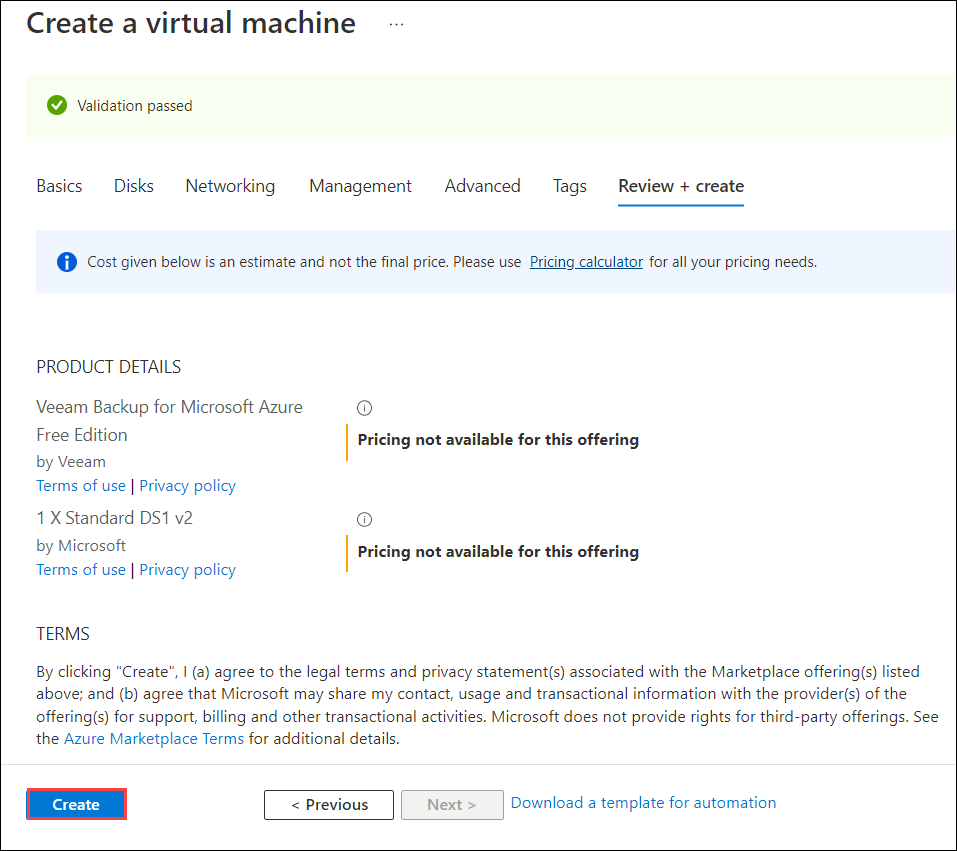 Create a virtual machine ...
Validation passed
Basics Disks Networking Management Advanced Tags Review + create
Cost given below is an estimate and not the final price. Please use Pricing calculator for all your pricing needs.
PRODUCT DETAILS
Veeam Backup for Microsoft Azure
Free Edition
Pricing not available for this offering
by Veeam
Terms of use | Privacy policy
1 X Standard DS1 v2
by Microsoft
Pricing not available for this offering
Terms of use | Privacy policy
TERMS
By clicking "Create", I (a) agree to the legal terms and privacy statement(s) associated with the Marketplace offering(s) listed
above; and (b) agree that Microsoft may share my contact, usage and transactional information with the provider(s) of the
offering(s) for support, billing and other transactional activities. Microsoft does not provide rights for third-party offerings. See
the Azure Marketplace Terms for additional details.
Create < Previous Next > Download a template for automation